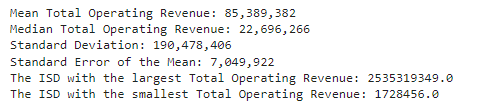 Mean Total Operating Revenue: 85,389,382
Median Total Operating Revenue: 22,696,266
Standard Deviation: 190,478,406
Standard Error of the Mean: 7,049,922
The ISD with the largest Total Operating Revenue: 2535319349.0
The ISD with the smallest Total Operating Revenue: 1728456.0